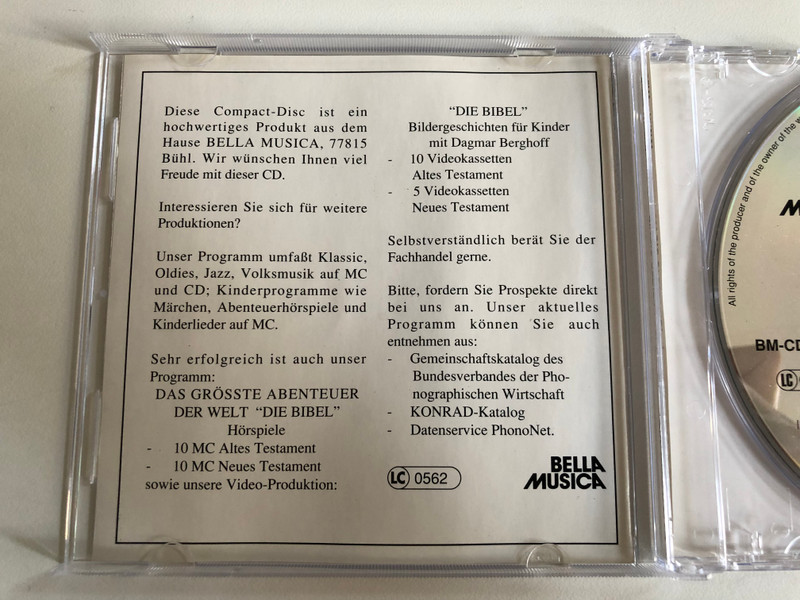 Diese Compact-Disc ist ein
hochwertiges Produkt aus dem
Hause BELLA MUSICA, 77815
Bühl. Wir wünschen Ihnen viel
Freude mit dieser CD.
Interessieren Sie sich für weitere
Produktionen?
Unser Programm umfaßt Klassic,
Oldies, Jazz, Volksmusik auf MC
und CD; Kinderprogramme wie
Märchen, Abenteuerhörspiele und
Kinderlieder auf MC.
Sehr erfolgreich ist auch unser
Programm:
DAS GRÖSSTE ABENTEUER
DER WELT "DIE BIBEL"
Hörspiele
- 10 MC Altes Testament
- 10 MC Neues Testament
sowie unsere Video-Produktion:
"DIE BIBEL"
Bildergeschichten für Kinder
mit Dagmar Berghoff
- 10 Videokassetten
Altes Testament
- 5 Videokassetten
Neues Testament
Selbstverständlich berät Sie der
Fachhandel gerne.
Bitte, fordern Sie Prospekte direkt
bei uns an. Unser aktuelles
Programm können Sie auch
entnehmen aus:
- Gemeinschaftskatalog des
Bundesverbandes der Pho-
nographischen Wirtschaft
- KONRAD-Katalog
- Datenservice PhonoNet.
LC 0562
BELLA
MUSICA
All rights of the producer and of the owner of the
BM-CD
LC